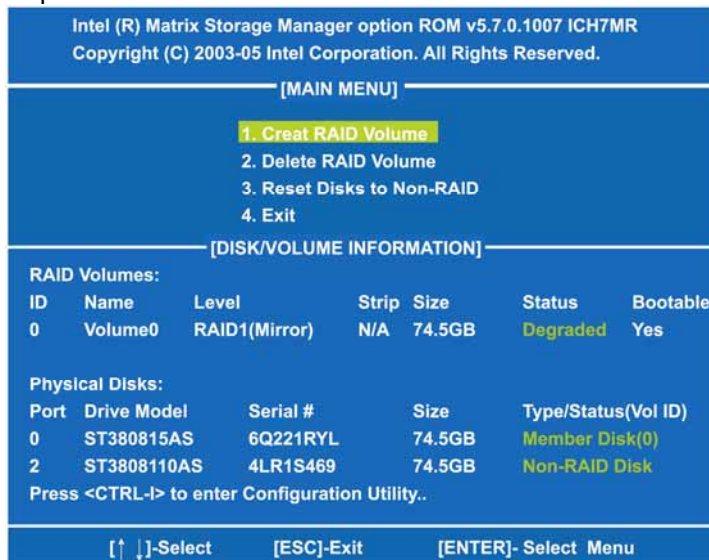 Intel (R) Matrix Storage Manager option ROM v5.7.0.1007 ICH7MR
Copyright (C) 2003-05 Intel Corporation. All Rights Reserved.
[MAIN MENU]
1. Creat RAID Volume
2. Delete RAID Volume
3. Reset Disks to Non-RAID
4. Exit
[DISK/VOLUME INFORMATION]
RAID Volumes:
ID Name Level Strip Size Status Bootable
0 Volume0 RAID1(Mirror) N/A 74.5GB Degraded Yes
Physical Disks:
Port Drive Model Serial # Size Type/Status(Vol ID)
0 ST380815AS 6Q221RYL 74.5GB Member Disk(0)
2 ST3808110AS 4LR1S469 74.5GB Non-RAID Disk
Press <CTRL-I> to enter Configuration Utility..
[↑ ↓]-Select [ESC]-Exit [ENTER]- Select Menu